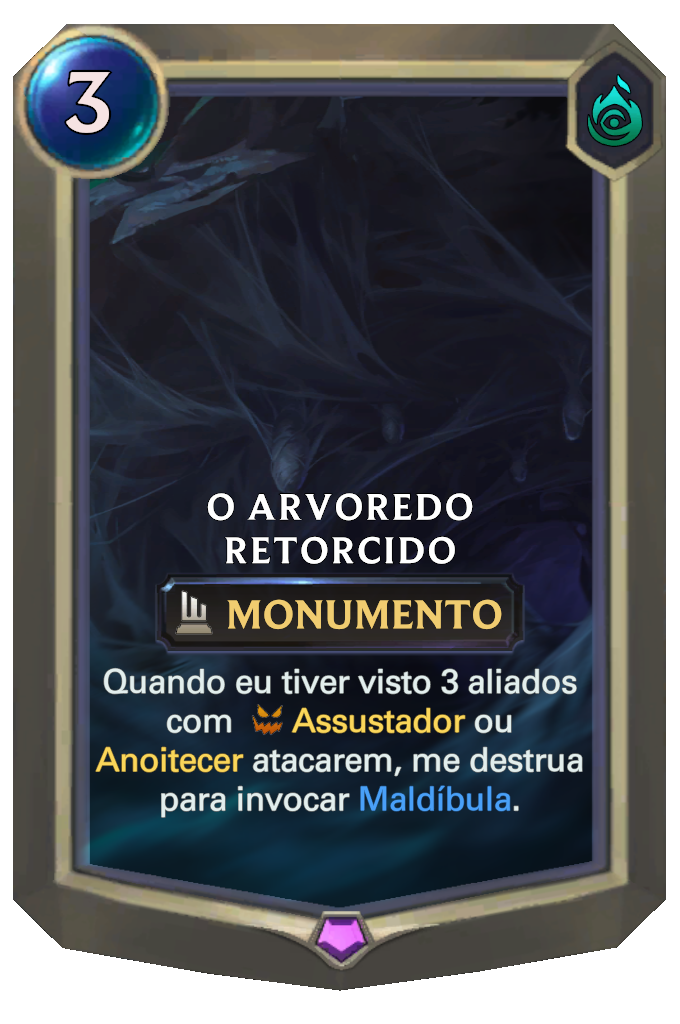 3
O ARVOREDO
RETORCIDO
MONUMENTO
Quando eu tiver visto 3 aliados
com Assustador ou
Anoitecer atacarem, me destrua
para invocar Maldíbula.